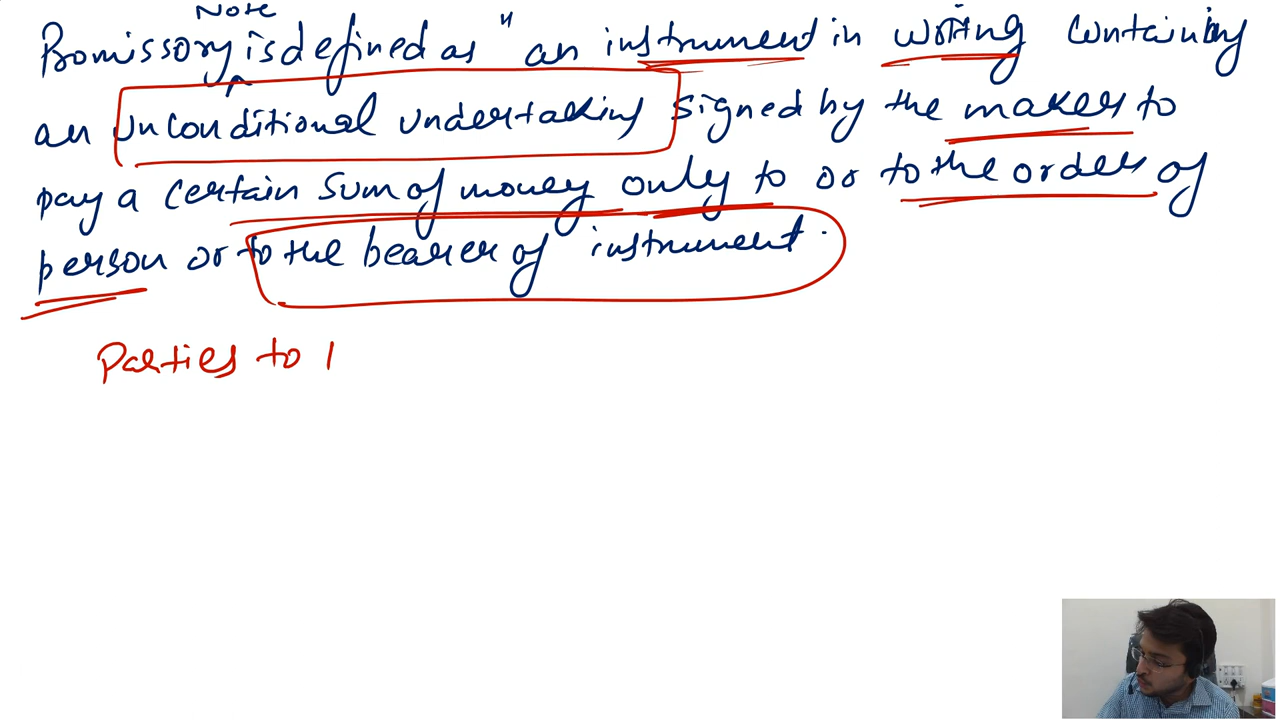 Note
Promissory is defined as " an instrument in writing containing
an unconditional undertaking signed by the maker to
pay a certain sum of money only to or to the order of
person or to the bearer of instrument.
Parties to